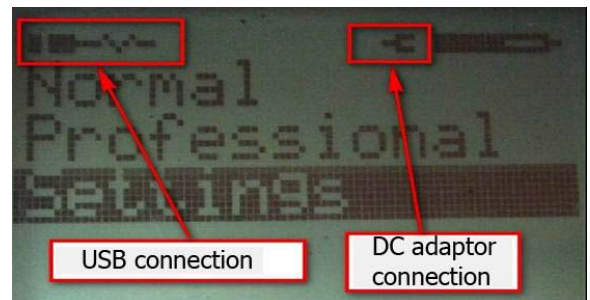 Normal
Professional
Settings
USB connection
DC adaptor
connection